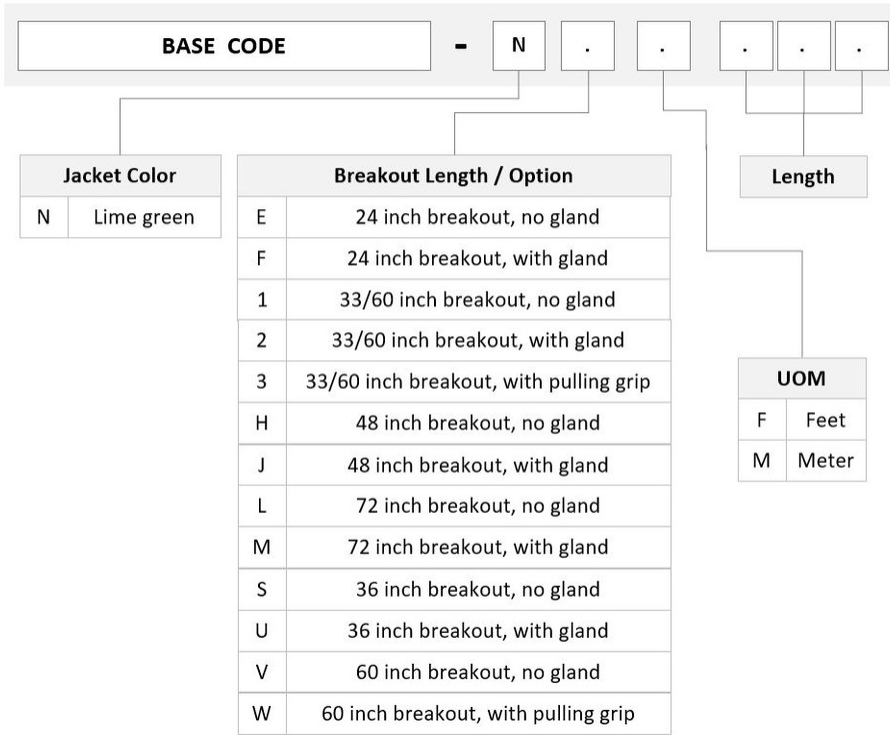 BASE CODE - N . . . . .
Jacket Color
N Lime green
Breakout Length / Option
E 24 inch breakout, no gland
F 24 inch breakout, with gland
1 33/60 inch breakout, no gland
2 33/60 inch breakout, with gland
3 33/60 inch breakout, with pulling grip
H 48 inch breakout, no gland
J 48 inch breakout, with gland
L 72 inch breakout, no gland
M 72 inch breakout, with gland
S 36 inch breakout, no gland
U 36 inch breakout, with gland
V 60 inch breakout, no gland
W 60 inch breakout, with pulling grip
Length
UOM
F Feet
M Meter